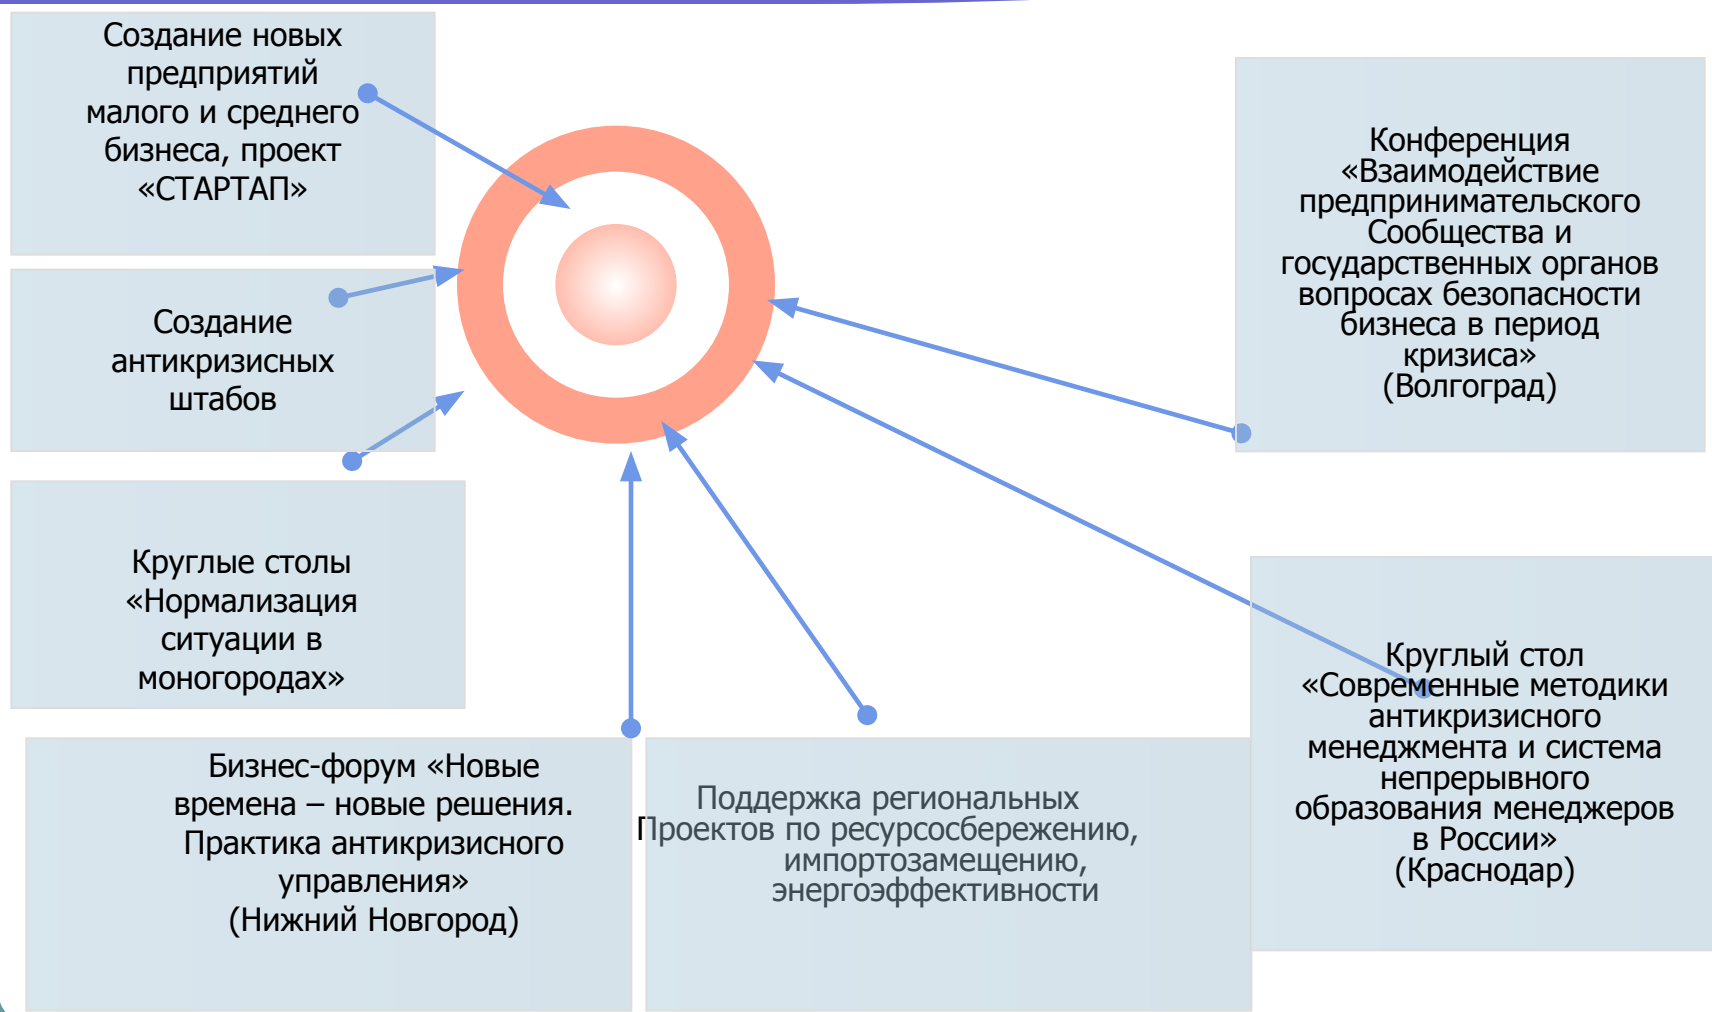 Создание новых
предприятий
малого и среднего
бизнеса, проект
«СТАРТАП»
Создание
антикризисных
штабов
Круглые столы
«Нормализация
ситуации в
моногородах»
Бизнес-форум «Новые
времена – новые решения.
Практика антикризисного
управления»
(Нижний Новгород)
Поддержка региональных
Проектов по ресурсосбережению,
импортозамещению,
энергоэффективности
Конференция
«Взаимодействие
предпринимательского
Сообщества и
государственных органов
вопросах безопасности
бизнеса в период
кризиса»
(Волгоград)
Круглый стол
«Современные методики
антикризисного
менеджмента и система
непрерывного
образования менеджеров
в России»
(Краснодар)